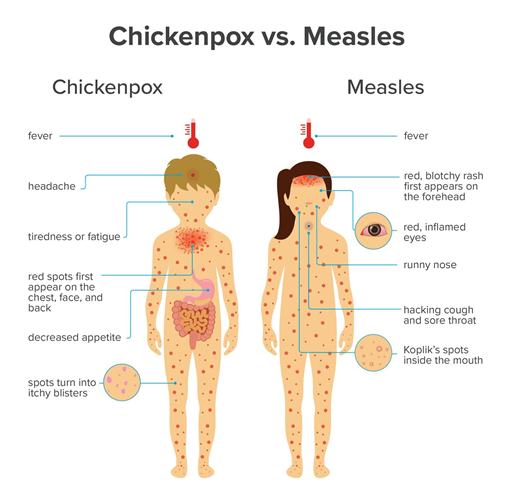 Chickenpox vs. Measles
Chickenpox
fever
headache
tiredness or fatigue
red spots first
appear on the
chest, face, and
back
decreased appetite
spots turn into
itchy blisters
Measles
fever
red, blotchy rash
first appears on
the forehead
red, inflamed
eyes
runny nose
hacking cough
and sore throat
Koplik’s spots
inside the mouth